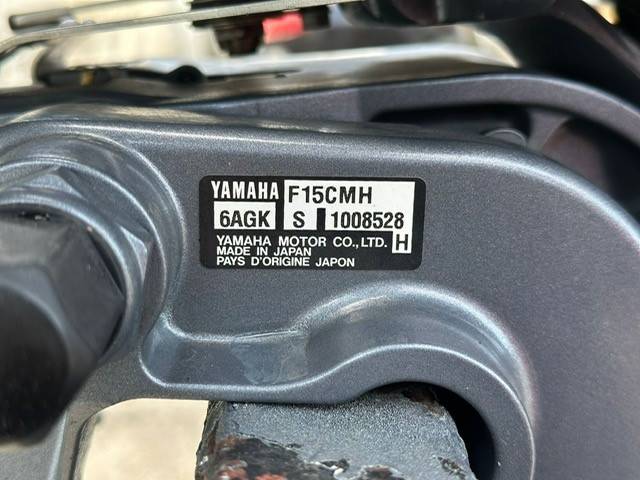 YAMAHA F15CMH
6AGK S 1008528
YAMAHA MOTOR CO., LTD. H
MADE IN JAPAN
PAYS D'ORIGINE JAPON